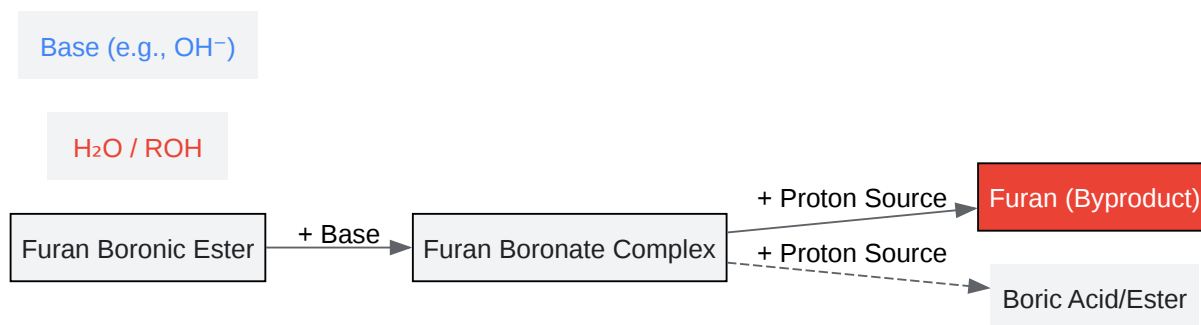 Base (e.g., OH⁻)
H₂O / ROH
Furan Boronic Ester
+ Base
Furan Boronate Complex
+ Proton Source
Furan (Byproduct)
+ Proton Source
Boric Acid/Ester